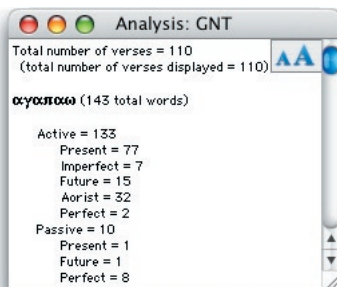 Analysis: GNT
Total number of verses = 110
(total number of verses displayed = 110)
AA
αγαπαω (143 total words)
Active = 133
Present = 77
Imperfect = 7
Future = 15
Aorist = 32
Perfect = 2
Passive = 10
Present = 1
Future = 1
Perfect = 8